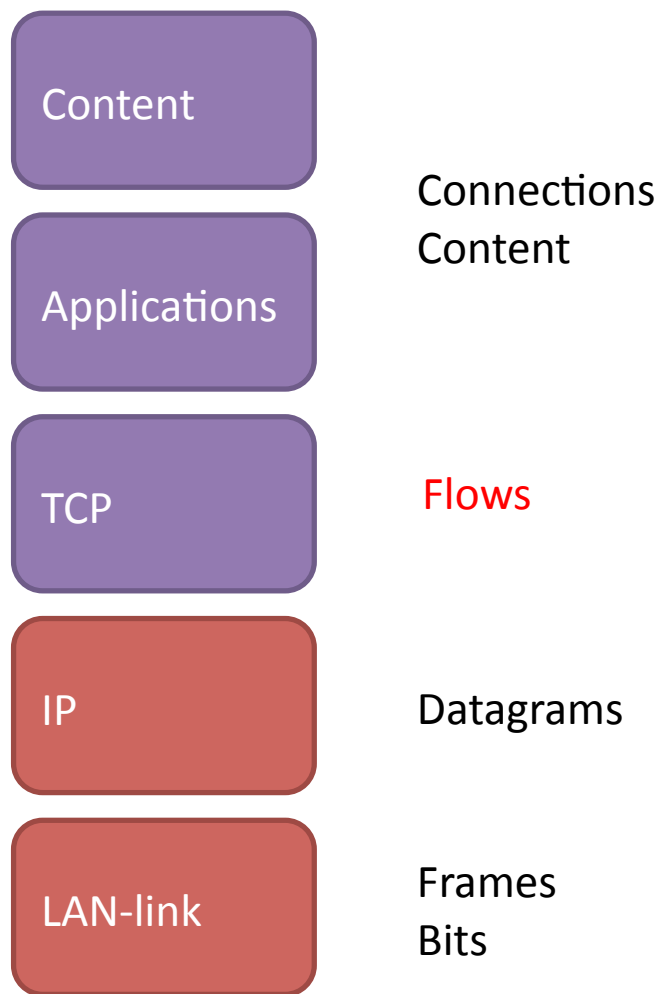 Content
Connections
Content
Applications
TCP
Flows
IP
Datagrams
LAN-link
Frames
Bits